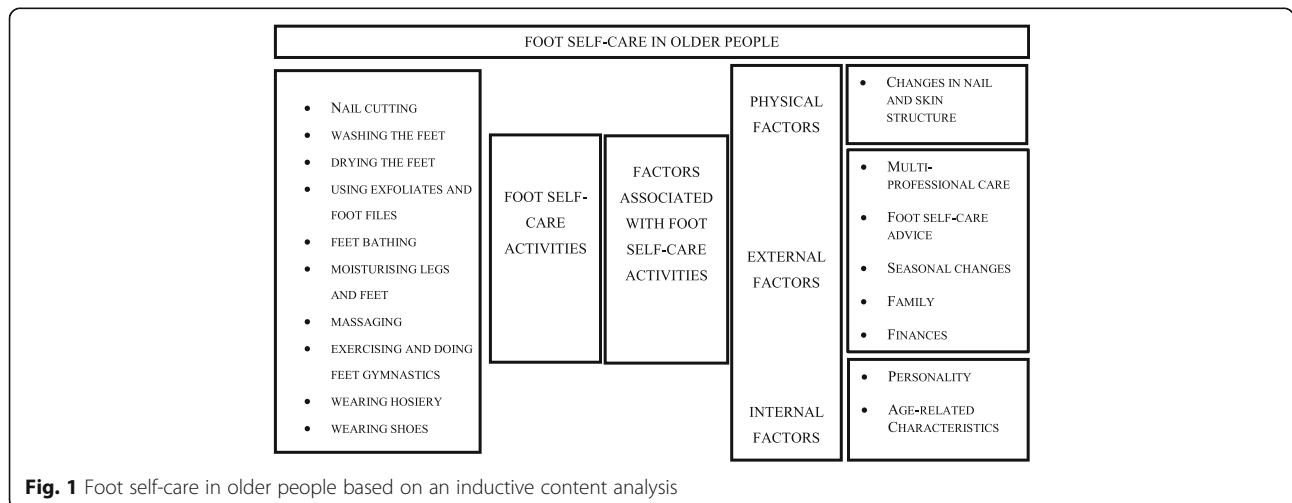 FOOT SELF-CARE IN OLDER PEOPLE
• NAIL CUTTING
• WASHING THE FEET
• DRYING THE FEET
• USING EXFOLIATES AND
FOOT FILES
• FEET BATHING
• MOISTURISING LEGS
AND FEET
• MASSAGING
• EXERCISING AND DOING
FEET GYMNASTICS
• WEARING HOSIERY
• WEARING SHOES
FOOT SELF-
CARE
ACTIVITIES
FACTORS
ASSOCIATED
WITH FOOT
SELF-CARE
ACTIVITIES
PHYSICAL
FACTORS
EXTERNAL
FACTORS
INTERNAL
FACTORS
• CHANGES IN NAIL
AND SKIN
STRUCTURE
• MULTI-
PROFESSIONAL CARE
• FOOT SELF-CARE
ADVICE
• SEASONAL CHANGES
• FAMILY
• FINANCES
• PERSONALITY
• AGE-RELATED
CHARACTERISTICS
Fig. 1 Foot self-care in older people based on an inductive content analysis